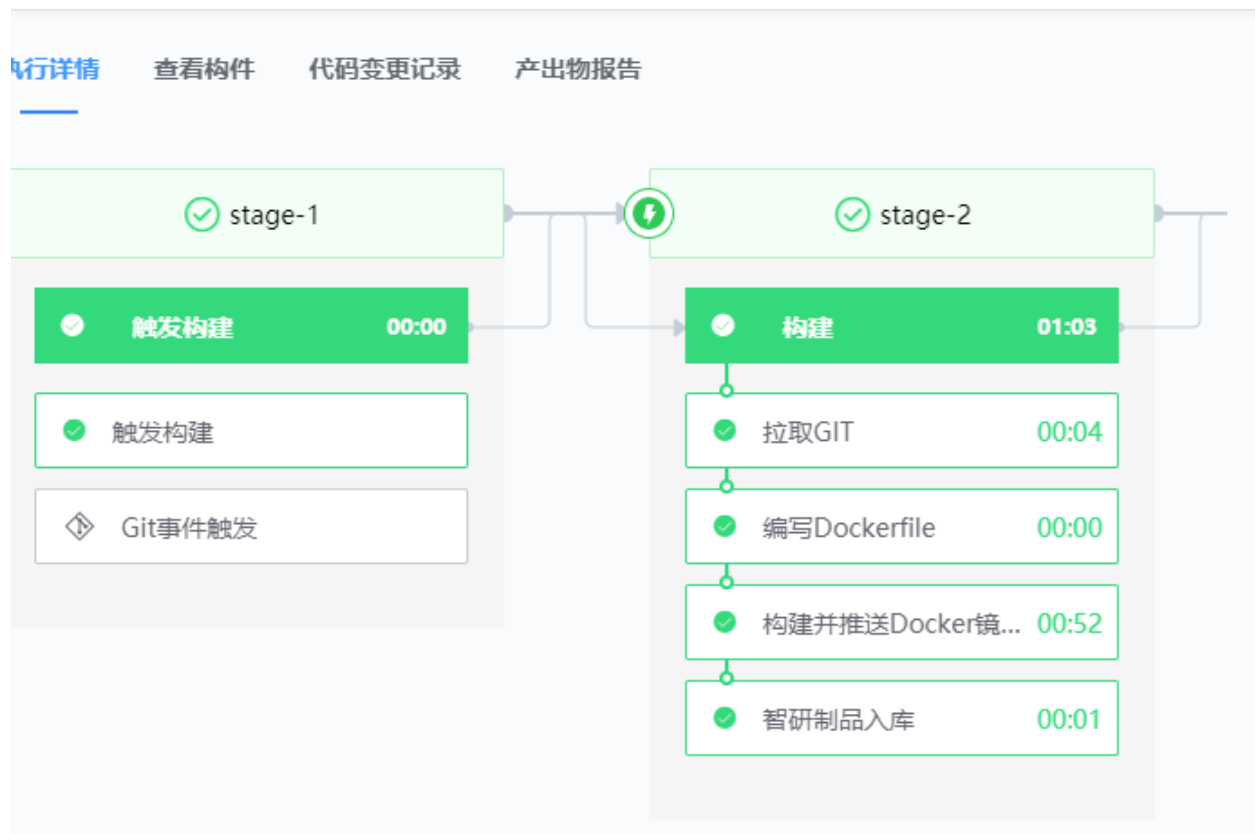 执行详情 查看构件 代码变更记录 产出物报告
stage-1
触发构建 00:00
触发构建
Git事件触发
stage-2
构建 01:03
拉取GIT 00:04
编写Dockerfile 00:00
构建并推送Docker镜... 00:52
智研制品入库 00:01